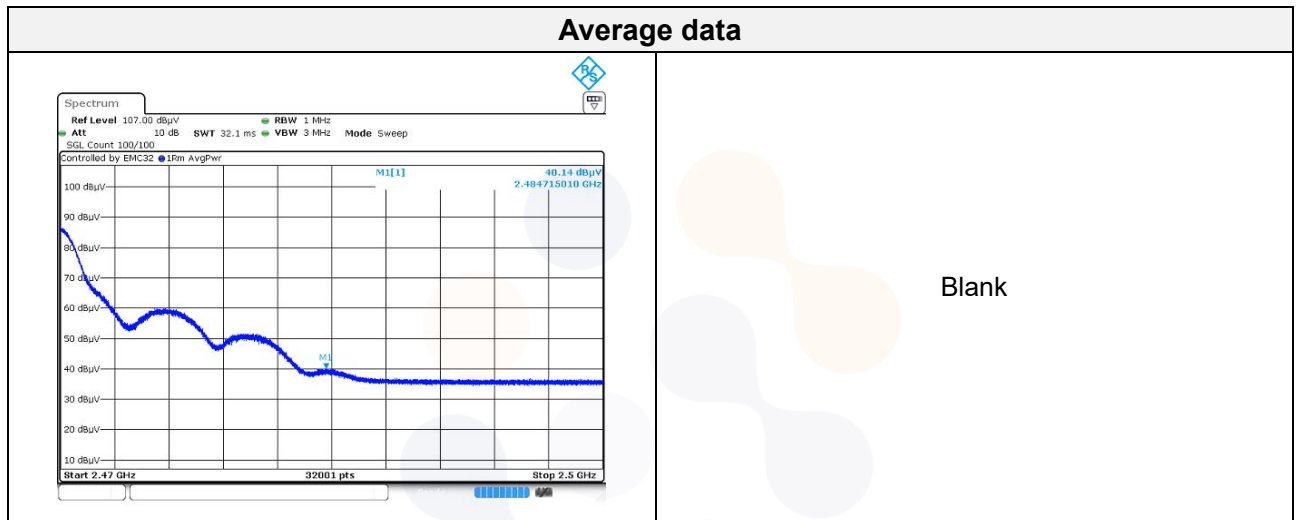 Average data
R&S
Spectrum
Ref Level 107.00 dBµV RBW 1 MHz
Att 10 dB SWT 32.1 ms VBW 3 MHz Mode Sweep
SGL Count 100/100
Controlled by EMC32 1Rm AvgPwr
M1[1] 40.14 dBµV
2.484715010 GHz
100 dBµV
90 dBµV
80 dBµV
70 dBµV
60 dBµV
50 dBµV
M1
40 dBµV
30 dBµV
20 dBµV
10 dBµV
Start 2.47 GHz 32001 pts Stop 2.5 GHz
Blank